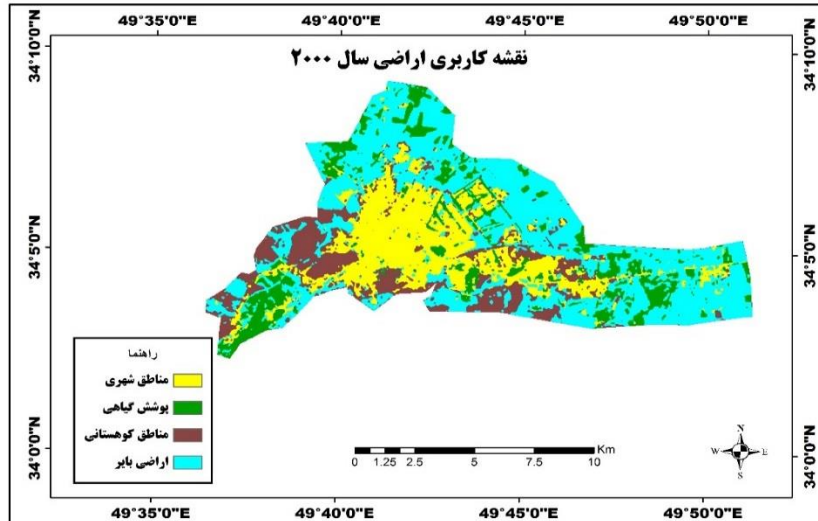 49°35'0"E 49°40'0"E 49°45'0"E 49°50'0"E
34°10'0"N 34°10'0"N
نقشه کاربری اراضی سال ۲۰۰۰
34°5'0"N 34°5'0"N
راهنما
مناطق شهری
پوشش گیاهی
مناطق کوهستانی
اراضی بایر
34°0'0"N 34°0'0"N
Km
0 1.25 2.5 5 7.5 10
N
W E
S
49°35'0"E 49°40'0"E 49°45'0"E 49°50'0"E